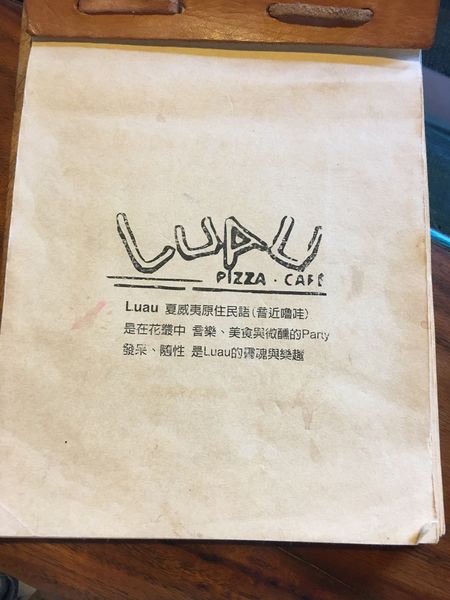 LUAU
PIZZA · CAFÉ
Luau 夏威夷原住民語(音近嚕哇)
是在花叢中 音樂、美食與微醺的Party
發呆、隨性 是Luau的靈魂與樂趣